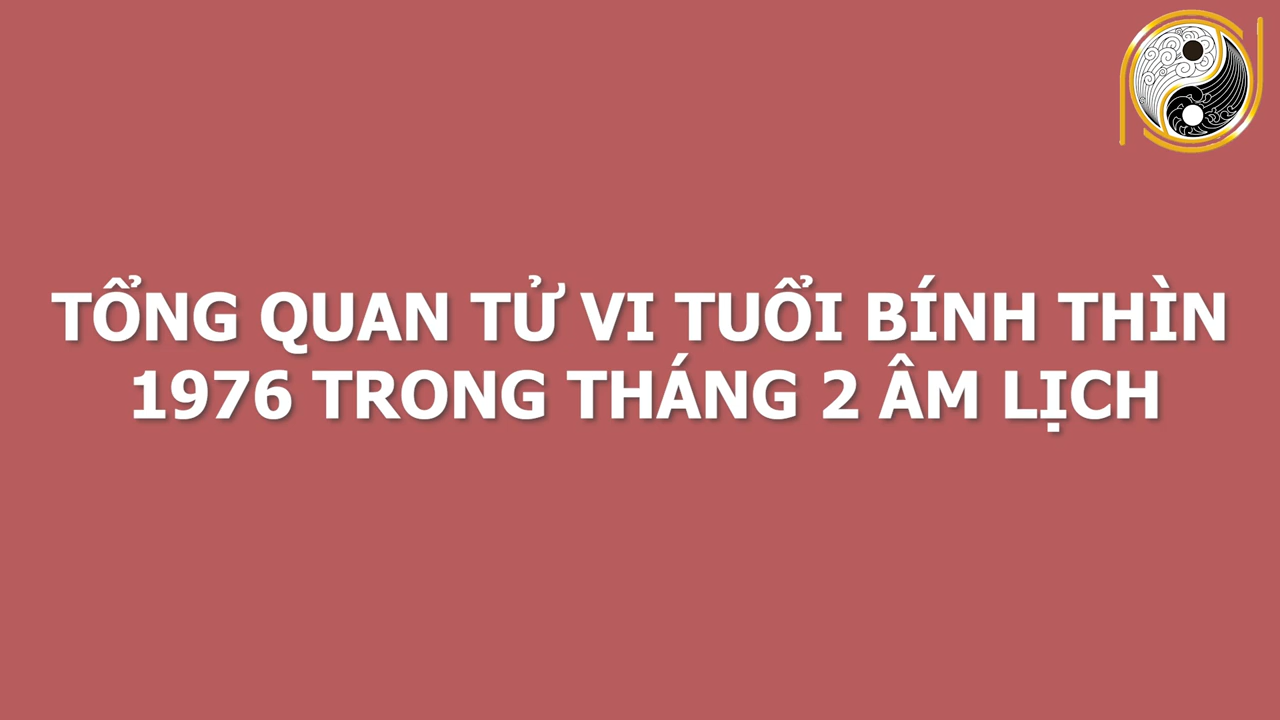 TỔNG QUAN TỬ VI TUỔI BÍNH THÌN
1976 TRONG THÁNG 2 ÂM LỊCH